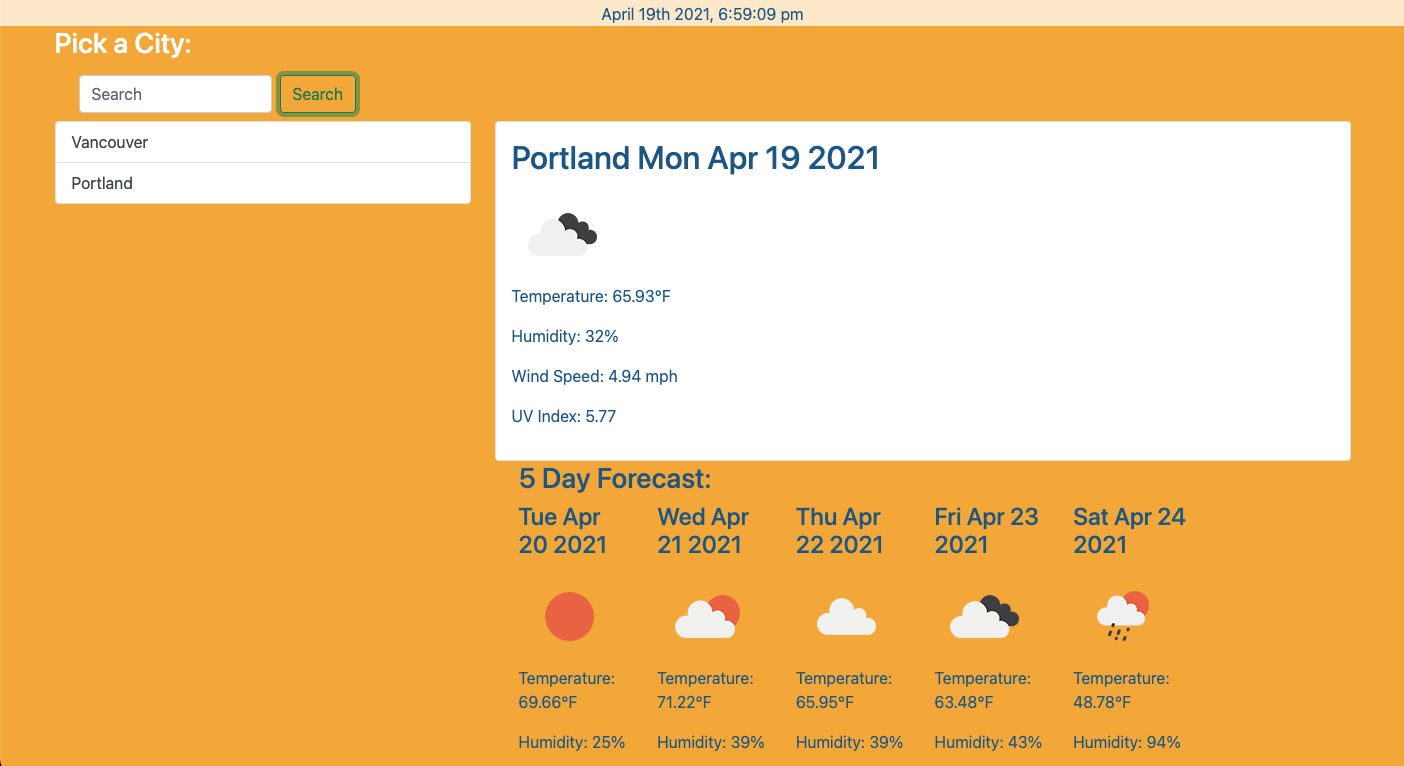 April 19th 2021, 6:59:09 pm
Pick a City:
Search
Search
Vancouver
Portland
Portland Mon Apr 19 2021
Temperature: 65.93°F
Humidity: 32%
Wind Speed: 4.94 mph
UV Index: 5.77
5 Day Forecast:
Tue Apr
20 2021
Temperature:
69.66°F
Humidity: 25%
Wed Apr
21 2021
Temperature:
71.22°F
Humidity: 39%
Thu Apr
22 2021
Temperature:
65.95°F
Humidity: 39%
Fri Apr 23
2021
Temperature:
63.48°F
Humidity: 43%
Sat Apr 24
2021
Temperature:
48.78°F
Humidity: 94%